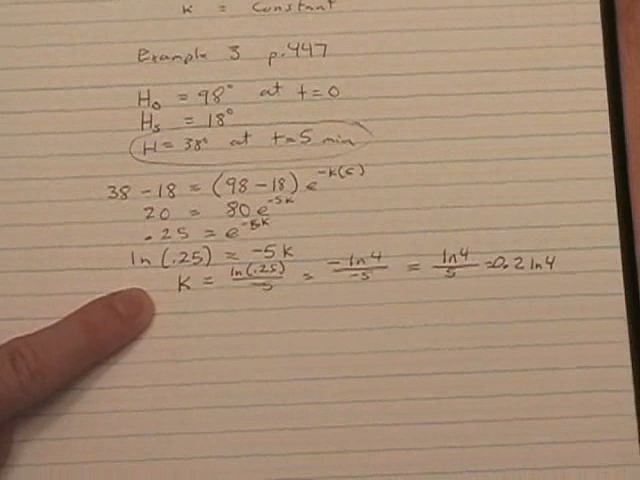 K = Constant
Example 3 p.447
H₀ = 98° at t=0
Hₛ = 18°
H = 38° at t=5 min
38 - 18 = (98 - 18) e^-k(5)
20 = 80 e^-5k
.25 = e^-5k
ln (.25) = -5k
K = ln(.25)/-5 = -ln4/-5 = ln4/5 = 0.2 ln4